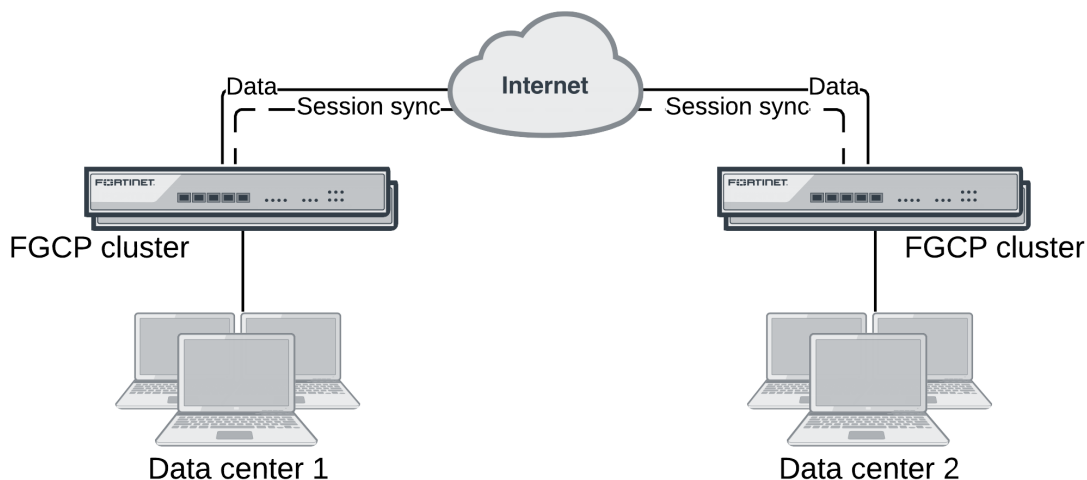 Internet
Data
Data
Session sync
Session sync
FORTINET
FORTINET
FGCP cluster
FGCP cluster
Data center 1
Data center 2